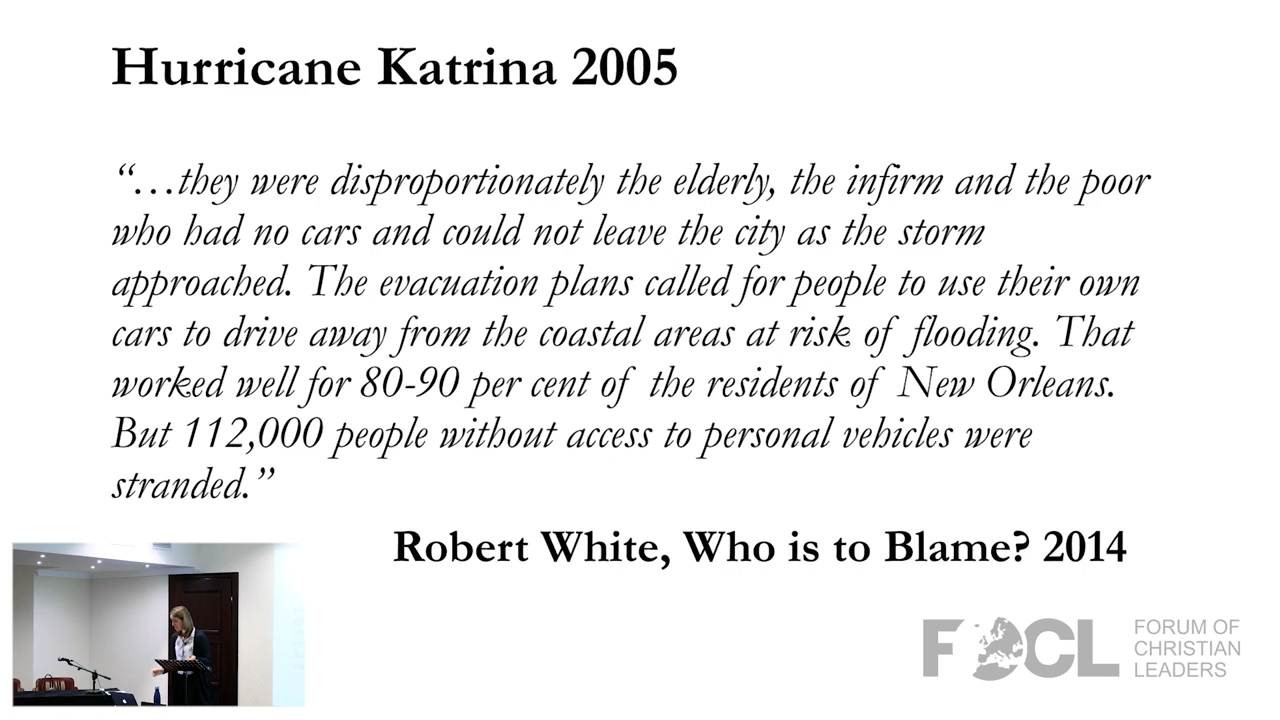 Hurricane Katrina 2005
“…they were disproportionately the elderly, the infirm and the poor
who had no cars and could not leave the city as the storm
approached. The evacuation plans called for people to use their own
cars to drive away from the coastal areas at risk of flooding. That
worked well for 80-90 per cent of the residents of New Orleans.
But 112,000 people without access to personal vehicles were
stranded.”
Robert White, Who is to Blame? 2014
FOCL
FORUM OF
CHRISTIAN
LEADERS